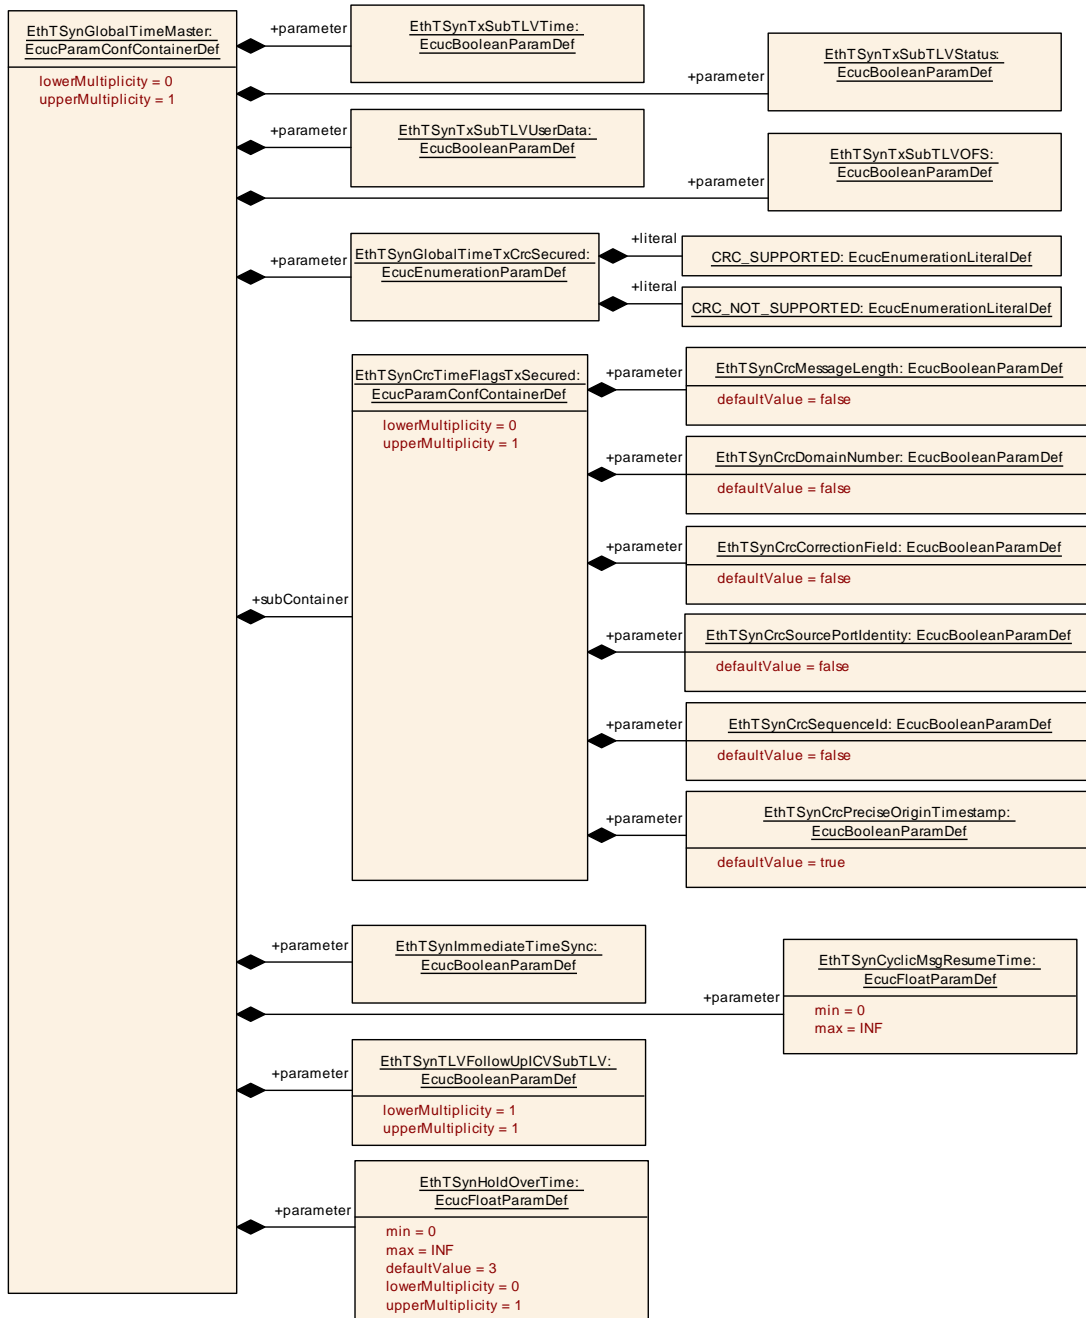 EthTSynGlobalTimeMaster:
EcucParamConfContainerDef
lowerMultiplicity = 0
upperMultiplicity = 1
+parameter
EthTSynTxSubTLVTime:
EcucBooleanParamDef
+parameter
EthTSynTxSubTLVStatus:
EcucBooleanParamDef
+parameter
EthTSynTxSubTLVUserData:
EcucBooleanParamDef
+parameter
EthTSynTxSubTLVOFS:
EcucBooleanParamDef
+parameter
EthTSynGlobalTimeTxCrcSecured:
EcucEnumerationParamDef
+literal
CRC_SUPPORTED: EcucEnumerationLiteralDef
+literal
CRC_NOT_SUPPORTED: EcucEnumerationLiteralDef
+subContainer
EthTSynCrcTimeFlagsTxSecured:
EcucParamConfContainerDef
lowerMultiplicity = 0
upperMultiplicity = 1
+parameter
EthTSynCrcMessageLength: EcucBooleanParamDef
defaultValue = false
+parameter
EthTSynCrcDomainNumber: EcucBooleanParamDef
defaultValue = false
+parameter
EthTSynCrcCorrectionField: EcucBooleanParamDef
defaultValue = false
+parameter
EthTSynCrcSourcePortIdentity: EcucBooleanParamDef
defaultValue = false
+parameter
EthTSynCrcSequenceId: EcucBooleanParamDef
defaultValue = false
+parameter
EthTSynCrcPreciseOriginTimestamp:
EcucBooleanParamDef
defaultValue = true
+parameter
EthTSynImmediateTimeSync:
EcucBooleanParamDef
+parameter
EthTSynCyclicMsgResumeTime:
EcucFloatParamDef
min = 0
max = INF
+parameter
EthTSynTLVFollowUpICVSubTLV:
EcucBooleanParamDef
lowerMultiplicity = 1
upperMultiplicity = 1
+parameter
EthTSynHoldOverTime:
EcucFloatParamDef
min = 0
max = INF
defaultValue = 3
lowerMultiplicity = 0
upperMultiplicity = 1